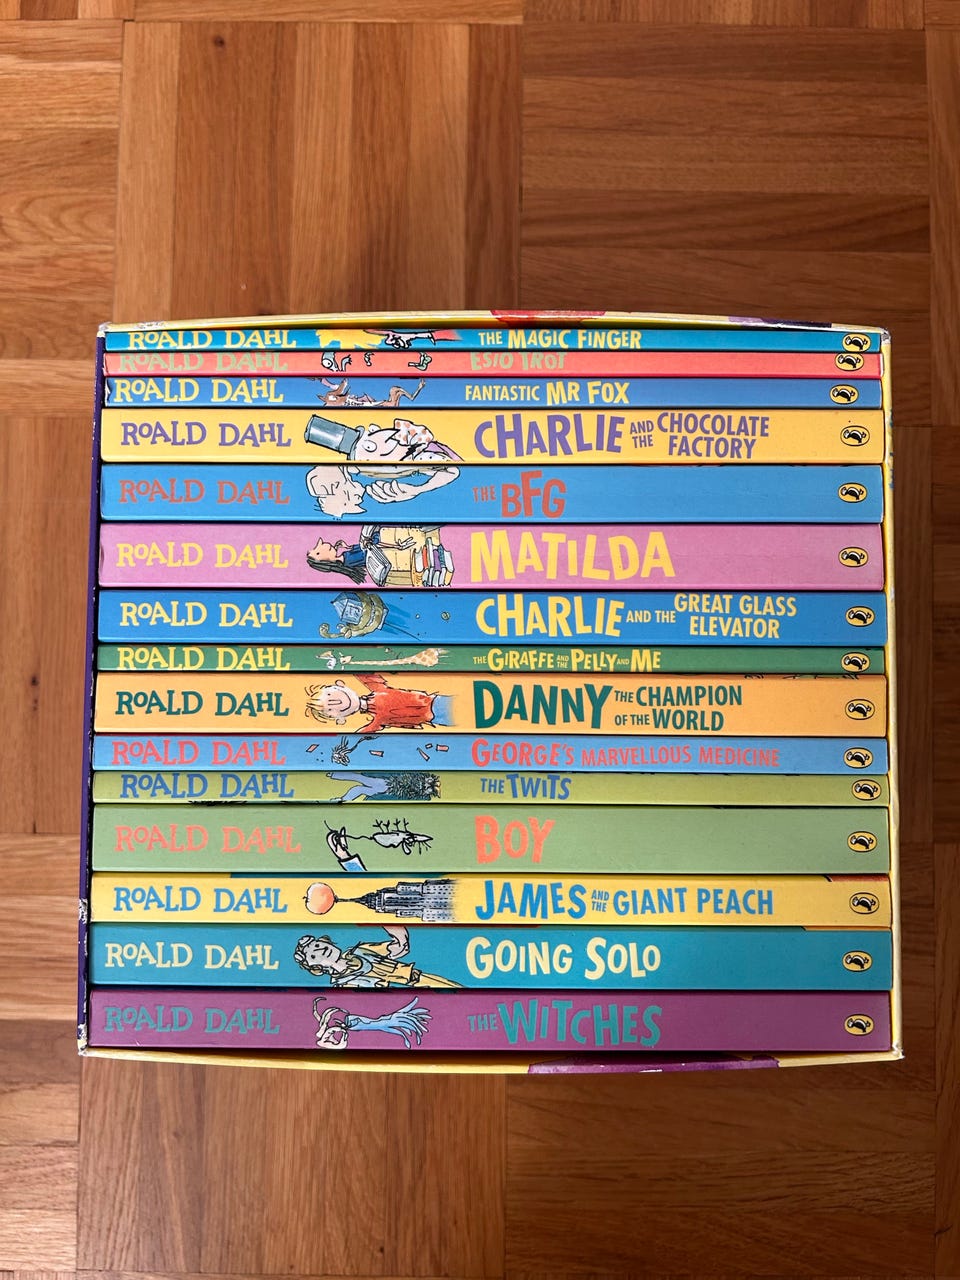 ROALD DAHL THE MAGIC FINGER
ROALD DAHL ESIO TROT
ROALD DAHL FANTASTIC MR FOX
ROALD DAHL CHARLIE AND THE CHOCOLATE FACTORY
ROALD DAHL THE BFG
ROALD DAHL MATILDA
ROALD DAHL CHARLIE AND THE GREAT GLASS ELEVATOR
ROALD DAHL THE GIRAFFE AND THE PELLY AND ME
ROALD DAHL DANNY THE CHAMPION OF THE WORLD
ROALD DAHL GEORGE'S MARVELLOUS MEDICINE
ROALD DAHL THE TWITS
ROALD DAHL BOY
ROALD DAHL JAMES AND THE GIANT PEACH
ROALD DAHL GOING SOLO
ROALD DAHL THE WITCHES